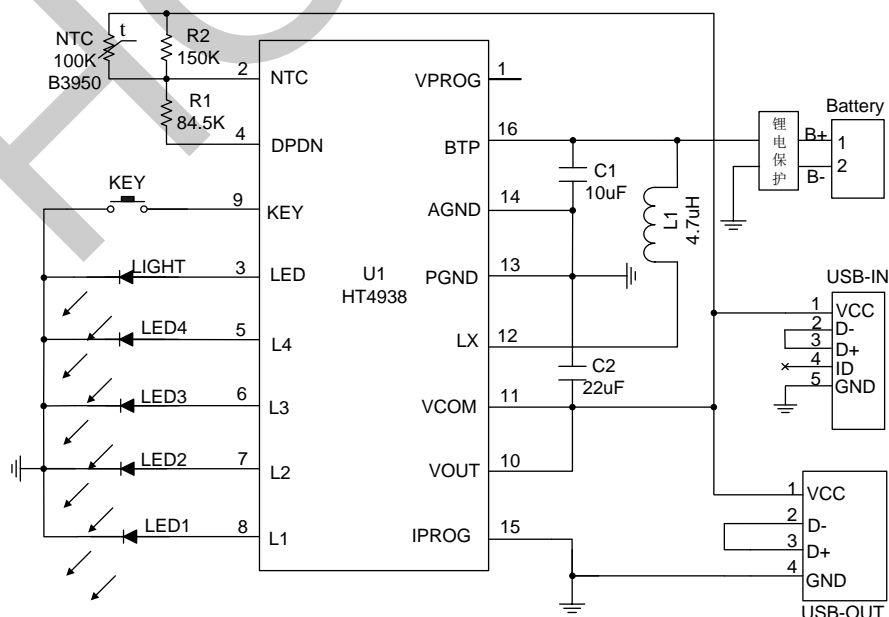 NTC
100K
B3950
t
R2
150K
R1
84.5K
2
NTC
4
DPDN
KEY
9
KEY
LIGHT
3
LED
LED4
5
L4
LED3
6
L3
LED2
7
L2
LED1
8
L1
U1
HT4938
VPROG
1
BTP
16
AGND
14
PGND
13
LX
12
VCOM
11
VOUT
10
IPROG
15
C1
10uF
C2
22uF
L1
4.7uH
锂电保护
B+
B-
Battery
1
2
USB-IN
1 VCC
2 D-
3 D+
4 ID
5 GND
1 VCC
2 D-
3 D+
4 GND
USB-OUT